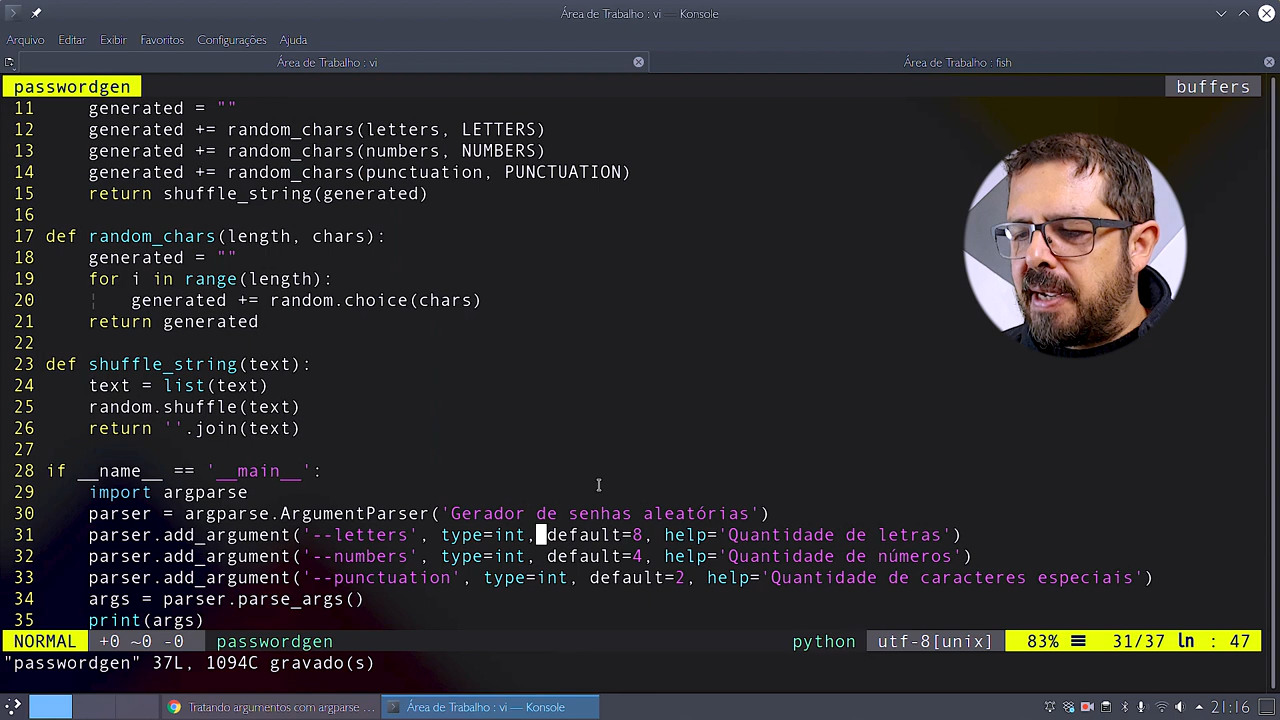 Área de Trabalho : vi — Konsole
Arquivo Editar Exibir Favoritos Configurações Ajuda
Área de Trabalho : vi
Área de Trabalho : fish
passwordgen
buffers
11     generated = ""
12     generated += random_chars(letters, LETTERS)
13     generated += random_chars(numbers, NUMBERS)
14     generated += random_chars(punctuation, PUNCTUATION)
15     return shuffle_string(generated)
16
17 def random_chars(length, chars):
18     generated = ""
19     for i in range(length):
20     ¦   generated += random.choice(chars)
21     return generated
22
23 def shuffle_string(text):
24     text = list(text)
25     random.shuffle(text)
26     return ''.join(text)
27
28 if __name__ == '__main__':
29     import argparse
30     parser = argparse.ArgumentParser('Gerador de senhas aleatórias')
31     parser.add_argument('--letters', type=int, default=8, help='Quantidade de letras')
32     parser.add_argument('--numbers', type=int, default=4, help='Quantidade de números')
33     parser.add_argument('--punctuation', type=int, default=2, help='Quantidade de caracteres especiais')
34     args = parser.parse_args()
35     print(args)
NORMAL +0 ~0 -0 passwordgen python utf-8[unix] 83% ≡ 31/37 ln : 47
"passwordgen" 37L, 1094C gravado(s)
Tratando argumentos com argparse ... Área de Trabalho : vi — Konsole 21:16